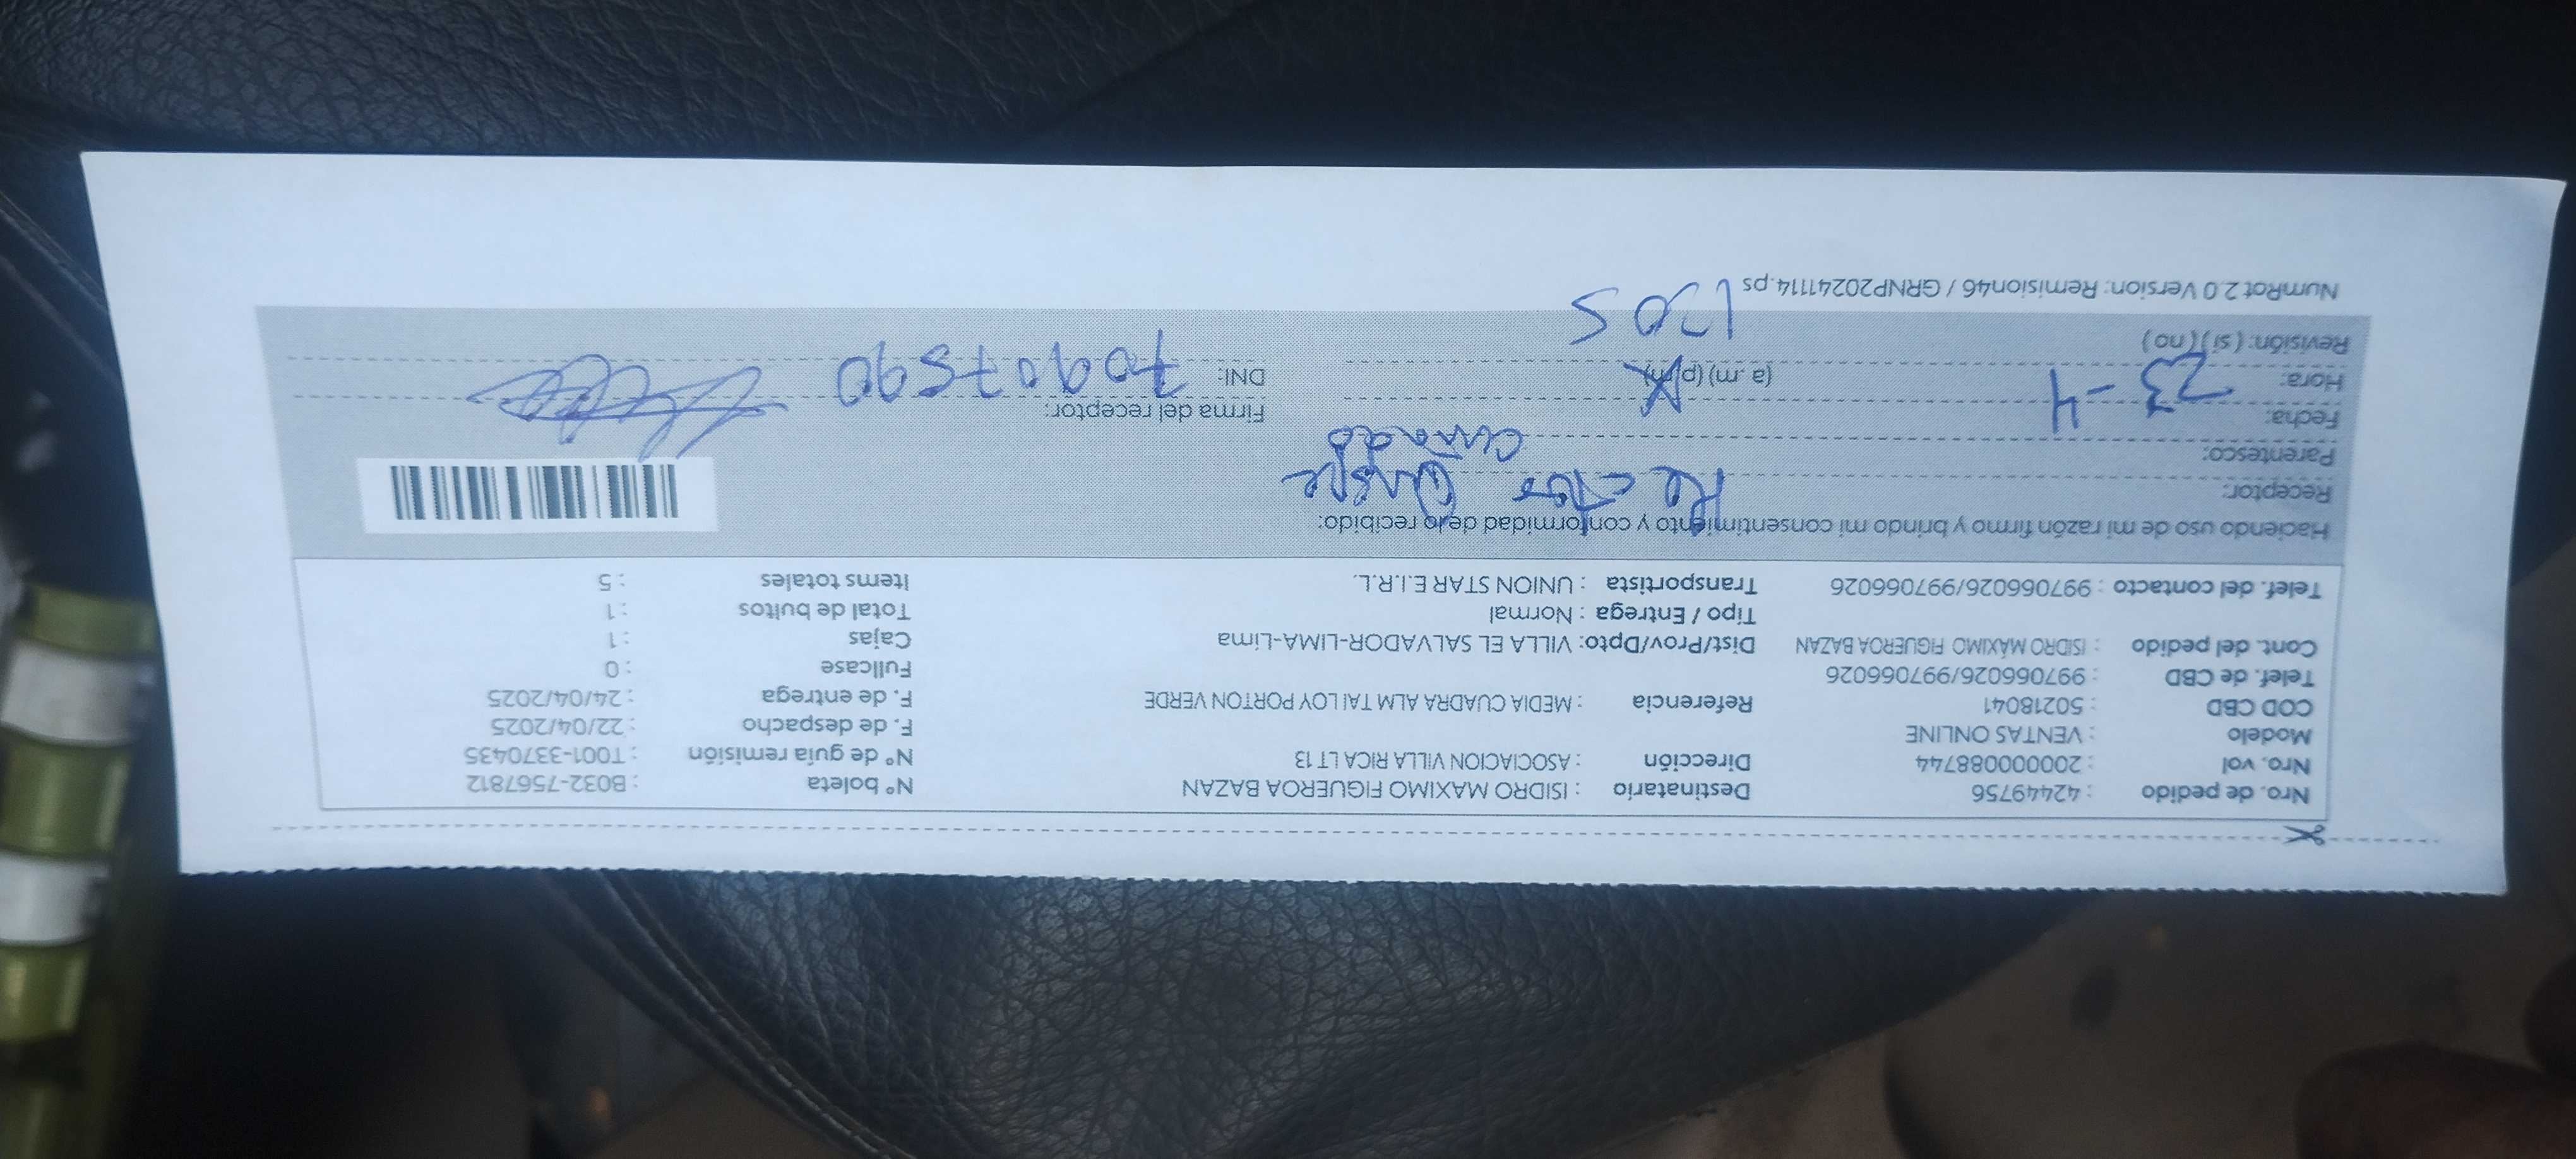 Nro. de pedido : 42449756 Destinatario : ISIDRO MAXIMO FIGUEROA BAZAN N° boleta : B032-7567812
Nro. vol : 20000088744 Dirección : ASOCIACION VILLA RICA LT 13 N° de guía remisión : T001-3370435
Modelo : VENTAS ONLINE F. de despacho : 22/04/2025
COD CBD : 50218041 Referencia : MEDIA CUADRA ALM TAI LOY PORTON VERDE F. de entrega : 24/04/2025
Telef. de CBD : 997066026/997066026 Fullcase : 0
Cont. del pedido : ISIDRO MÁXIMO FIGUEROA BAZAN Dist/Prov/Dpto: VILLA EL SALVADOR-LIMA-Lima Cajas : 1
Tipo / Entrega : Normal Total de bultos : 1
Telef. del contacto : 997066026/997066026 Transportista : UNION STAR E.I.R.L. Items totales : 5
Haciendo uso de mi razón firmo y brindo mi consentimiento y conformidad de lo recibido:
Receptor: Hector Quispe
Parentesco: Cuñado
Fecha: 23-4 Firma del receptor:
Hora: (a .m) (p.m) DNI: 70907590
Revisión: ( si ) ( no )
NumRot 2.0 Version: Remision46 / GRNP20241114.ps